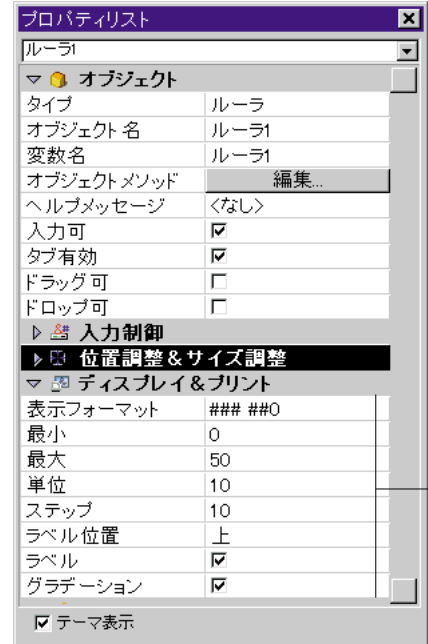 プロパティリスト
ルーラ1
オブジェクト
タイプ ルーラ
オブジェクト名 ルーラ1
変数名 ルーラ1
オブジェクトメソッド 編集...
ヘルプメッセージ <なし>
入力可
タブ有効
ドラッグ可
ドロップ可
入力制御
位置調整&サイズ調整
ディスプレイ&プリント
表示フォーマット ### ##0
最小 0
最大 50
単位 10
ステップ 10
ラベル位置 上
ラベル
グラデーション
テーマ表示